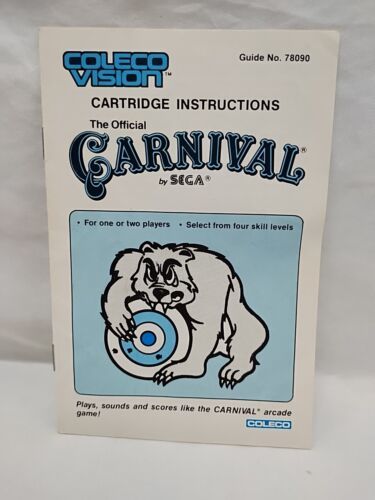 COLECO
VISION™
Guide No. 78090
CARTRIDGE INSTRUCTIONS
The Official
CARNIVAL®
by SEGA®
• For one or two players • Select from four skill levels
Plays, sounds and scores like the CARNIVAL® arcade
game!
COLECO